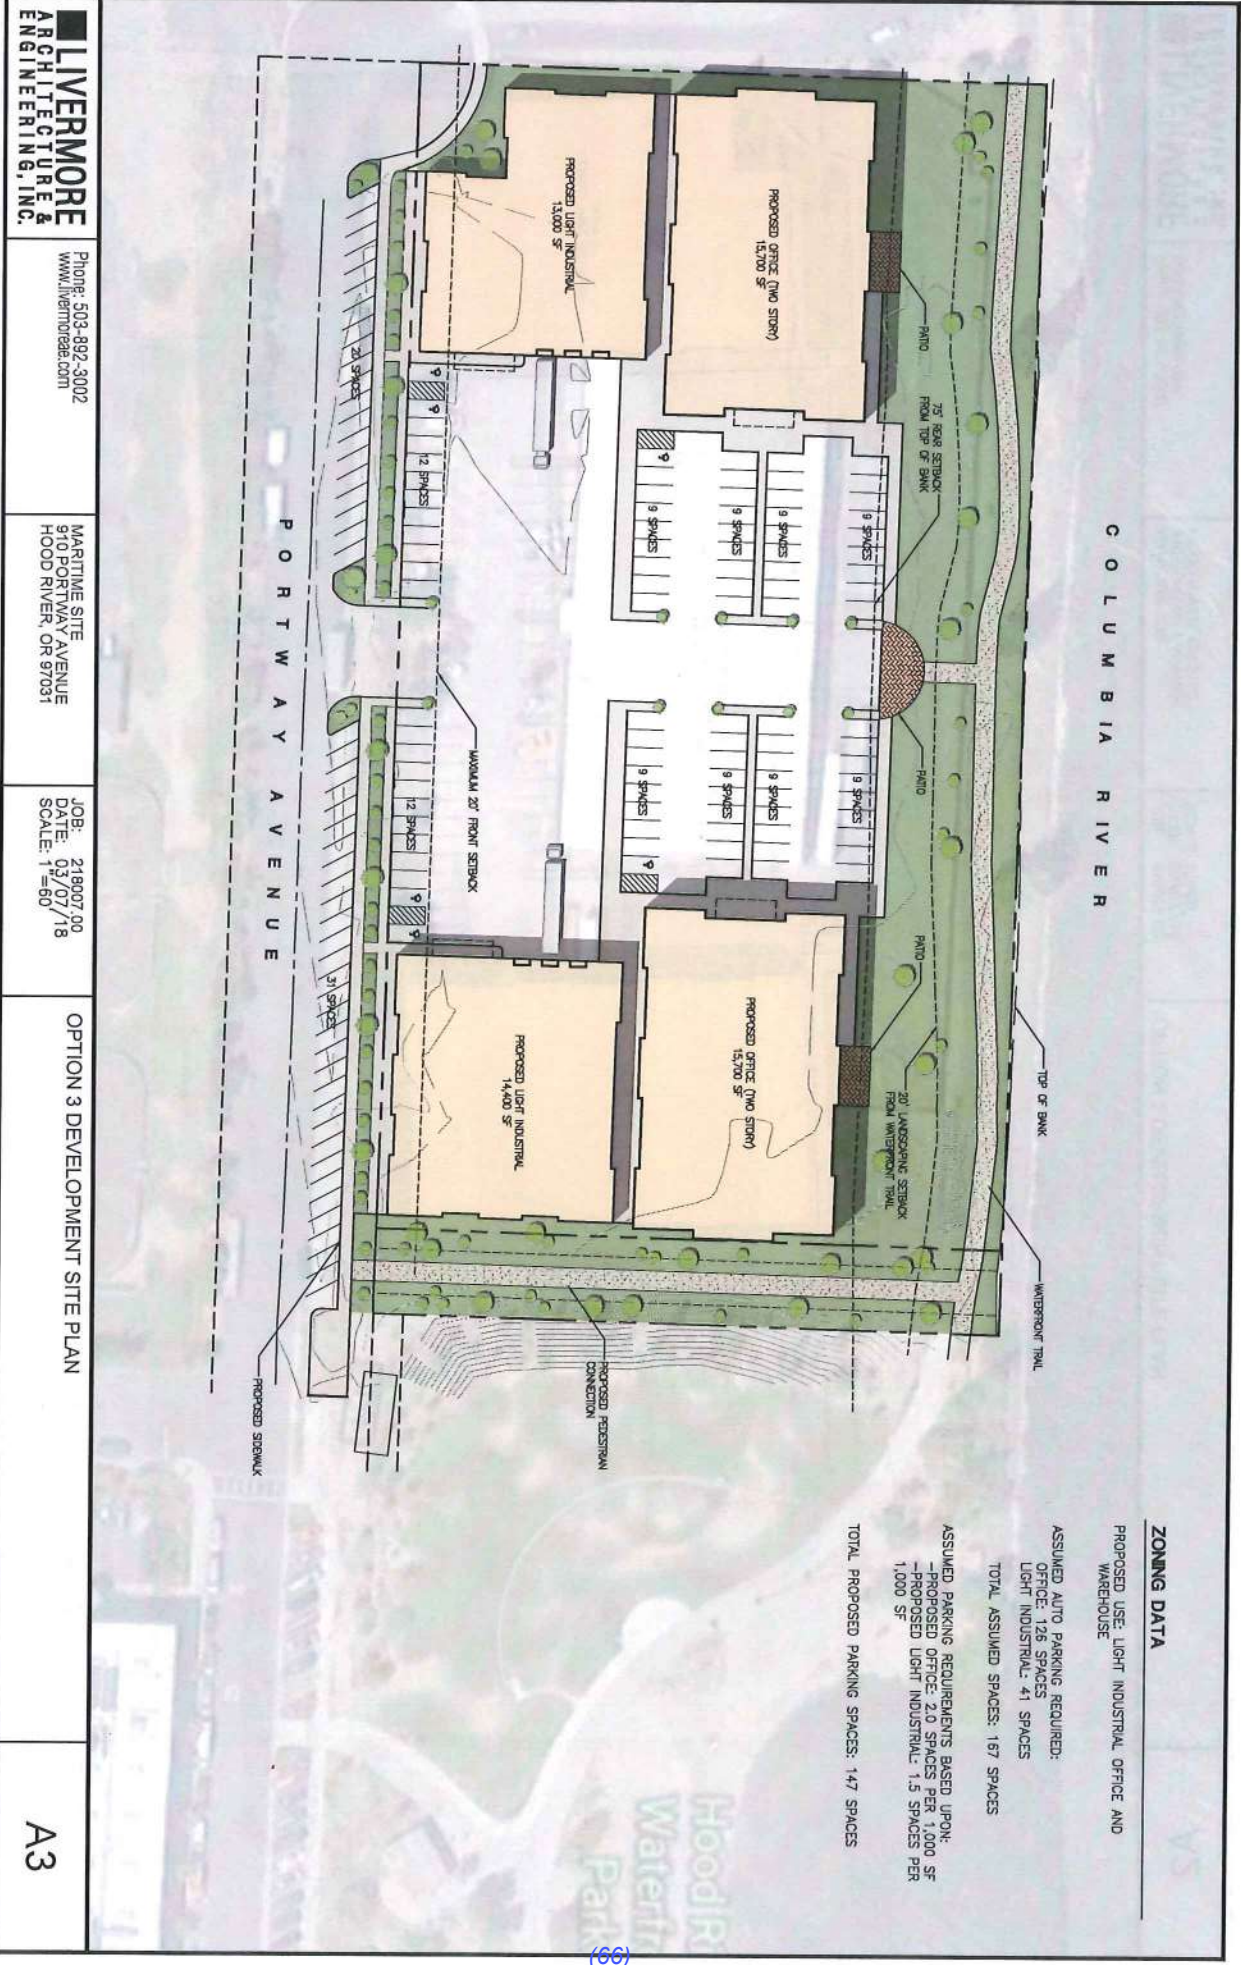 COLUMBIA RIVER
TOP OF BANK
WATERFRONT TRAIL
PATIO
75' REAR SETBACK
FROM TOP OF BANK
PATIO
PATIO
20' LANDSCAPING SETBACK
FROM WATERFRONT TRAIL
PROPOSED OFFICE (TWO STORY)
15,700 SF
9 SPACES
9 SPACES
9 SPACES
9 SPACES
9 SPACES
9 SPACES
9 SPACES
9 SPACES
PROPOSED OFFICE (TWO STORY)
15,700 SF
PROPOSED LIGHT INDUSTRIAL
13,000 SF
PROPOSED LIGHT INDUSTRIAL
14,400 SF
PROPOSED PEDESTRIAN
CONNECTION
MAXIMUM 20' FRONT SETBACK
12 SPACES
12 SPACES
31 SPACES
PORTWAY AVENUE
PROPOSED SIDEWALK
ZONING DATA
PROPOSED USE: LIGHT INDUSTRIAL OFFICE AND
WAREHOUSE
ASSUMED AUTO PARKING REQUIRED:
OFFICE: 126 SPACES
LIGHT INDUSTRIAL: 41 SPACES
TOTAL ASSUMED SPACES: 167 SPACES
ASSUMED PARKING REQUIREMENTS BASED UPON:
-PROPOSED OFFICE: 2.0 SPACES PER 1,000 SF
-PROPOSED LIGHT INDUSTRIAL: 1.5 SPACES PER
1,000 SF
TOTAL PROPOSED PARKING SPACES: 147 SPACES
Hood Ri
Waterfr
Park
LIVERMORE
ARCHITECTURE &
ENGINEERING, INC.
Phone: 503-892-3002
www.livermoreae.com
MARITIME SITE
910 PORTWAY AVENUE
HOOD RIVER, OR 97031
JOB: 218007.00
DATE: 03/07/18
SCALE: 1"=60'
OPTION 3 DEVELOPMENT SITE PLAN
A3
(66)